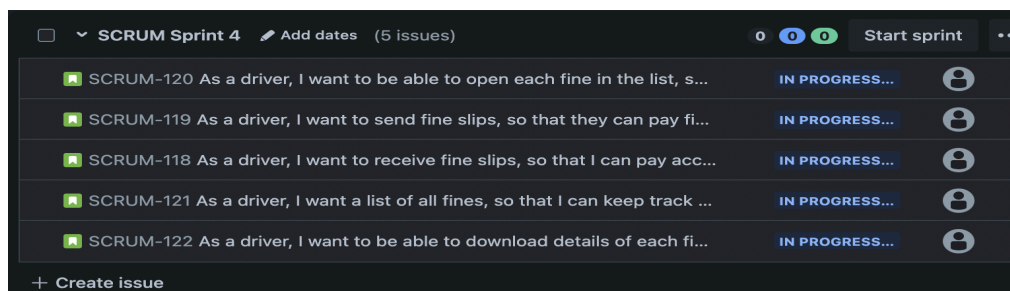 SCRUM Sprint 4 Add dates (5 issues) 0 0 0 Start sprint
SCRUM-120 As a driver, I want to be able to open each fine in the list, s... IN PROGRESS...
SCRUM-119 As a driver, I want to send fine slips, so that they can pay fi... IN PROGRESS...
SCRUM-118 As a driver, I want to receive fine slips, so that I can pay acc... IN PROGRESS...
SCRUM-121 As a driver, I want a list of all fines, so that I can keep track ... IN PROGRESS...
SCRUM-122 As a driver, I want to be able to download details of each fi... IN PROGRESS...
+ Create issue